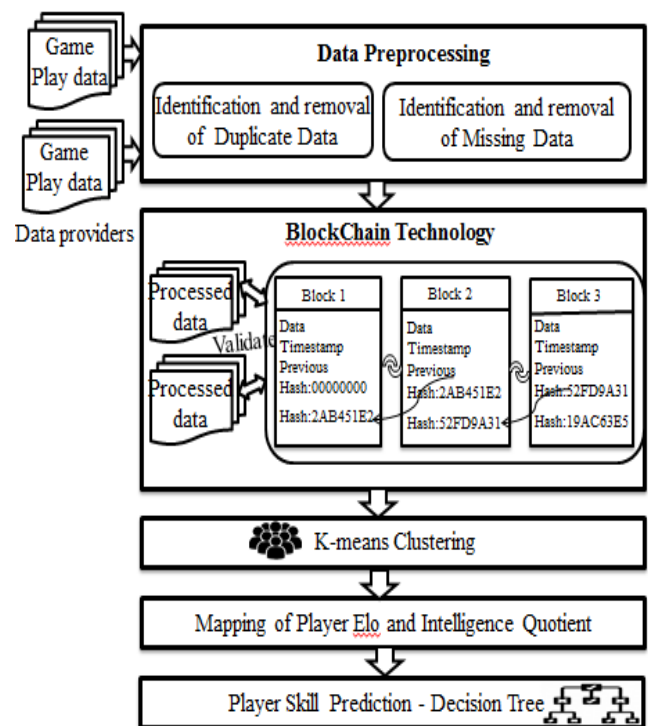 Game
Play data
Game
Play data
Data providers
Data Preprocessing
Identification and removal
of Duplicate Data
Identification and removal
of Missing Data
BlockChain Technology
Processed
data
Validate
Processed
data
Block 1
Data
Timestamp
Previous
Hash:00000000
Hash:2AB451E2
Block 2
Data
Timestamp
Previous
Hash:2AB451E2
Hash:52FD9A31
Block 3
Data
Timestamp
Previous
Hash:52FD9A31
Hash:19AC63E5
K-means Clustering
Mapping of Player Elo and Intelligence Quotient
Player Skill Prediction - Decision Tree